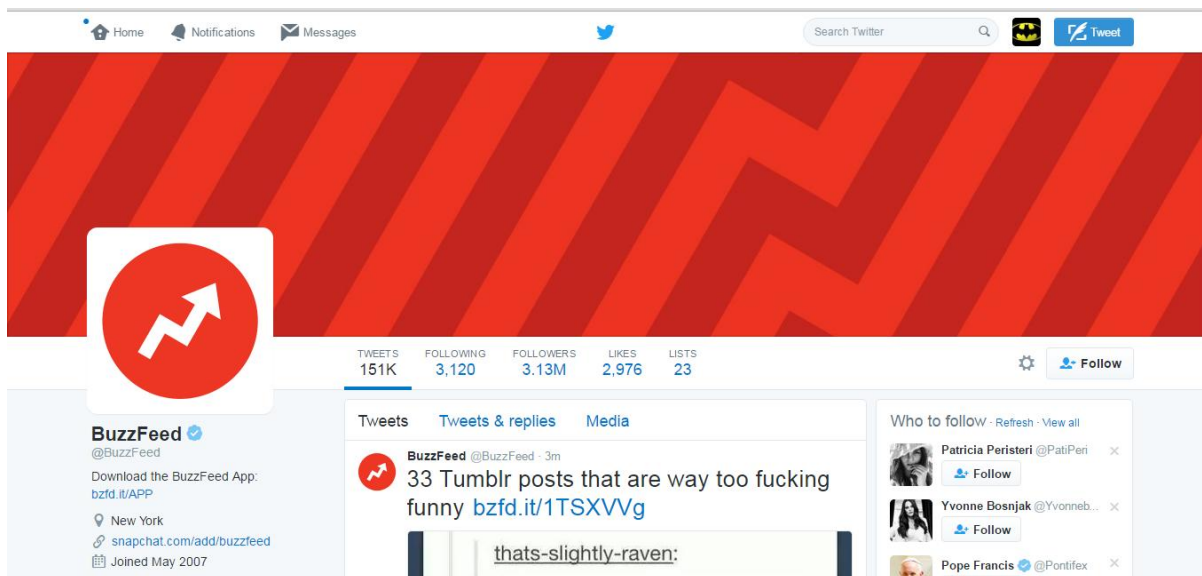 Home Notifications Messages Search Twitter Tweet
TWEETS FOLLOWING FOLLOWERS LIKES LISTS
151K 3,120 3.13M 2,976 23
Follow
BuzzFeed
@BuzzFeed
Download the BuzzFeed App:
bzfd.it/APP
New York
snapchat.com/add/buzzfeed
Joined May 2007
Tweets Tweets & replies Media
BuzzFeed @BuzzFeed · 3m
33 Tumblr posts that are way too fucking
funny bzfd.it/1TSXVVg
thats-slightly-raven:
Who to follow · Refresh · View all
Patricia Peristeri @PatiPeri
Follow
Yvonne Bosnjak @Yvonneb...
Follow
Pope Francis @Pontifex